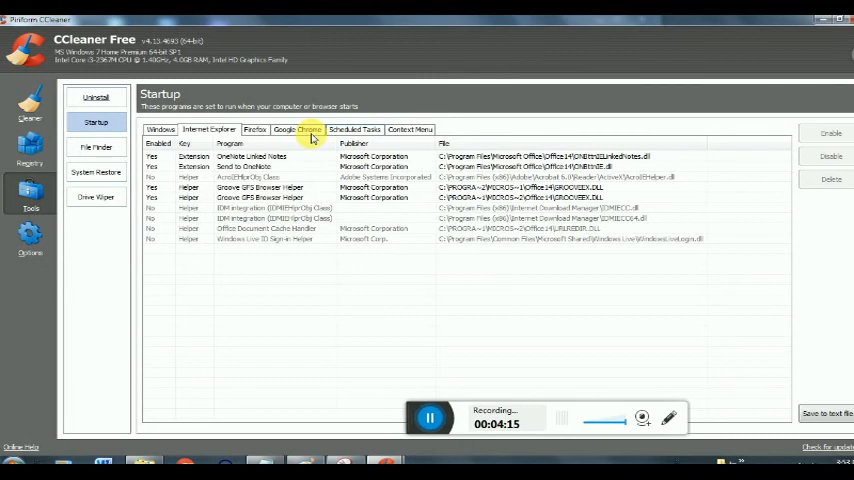 Piriform CCleaner
CCleaner Free v4.13.4693 (64-bit)
MS Windows 7 Home Premium 64-bit SP1
Intel Core i3-2367M CPU @ 1.40GHz, 4.0GB RAM, Intel HD Graphics Family
Cleaner
Registry
Tools
Options
Uninstall
Startup
File Finder
System Restore
Drive Wiper
Startup
These programs are set to run when your computer or browser starts
Windows Internet Explorer Firefox Google Chrome Scheduled Tasks Context Menu
Enabled Key Program Publisher File
Yes Extension OneNote Linked Notes Microsoft Corporation C:\Program Files\Microsoft Office\Office14\ONBttnIELinkedNotes.dll
Yes Extension Send to OneNote Microsoft Corporation C:\Program Files\Microsoft Office\Office14\ONBttnIE.dll
No Helper AcroIEHlprObj Class Adobe Systems Incorporated C:\Program Files (x86)\Adobe\Acrobat 6.0\Reader\ActiveX\AcroIEHelper.dll
Yes Helper Groove GFS Browser Helper Microsoft Corporation C:\PROGRA~2\MICROS~1\Office14\GROOVEEX.DLL
Yes Helper Groove GFS Browser Helper Microsoft Corporation C:\PROGRA~1\MICROS~2\Office14\GROOVEEX.DLL
No Helper IDM integration (IDMIEHlprObj Class) C:\Program Files (x86)\Internet Download Manager\IDMIECC.dll
No Helper IDM integration (IDMIEHlprObj Class) C:\Program Files (x86)\Internet Download Manager\IDMIECC64.dll
No Helper Office Document Cache Handler Microsoft Corporation C:\PROGRA~1\MICROS~2\Office14\URLREDIR.DLL
No Helper Windows Live ID Sign-in Helper Microsoft Corp. C:\Program Files\Common Files\Microsoft Shared\Windows Live\WindowsLiveLogin.dll
Enable
Disable
Delete
Recording...
00:04:15
Save to text file
Online Help
Check for update
3:53